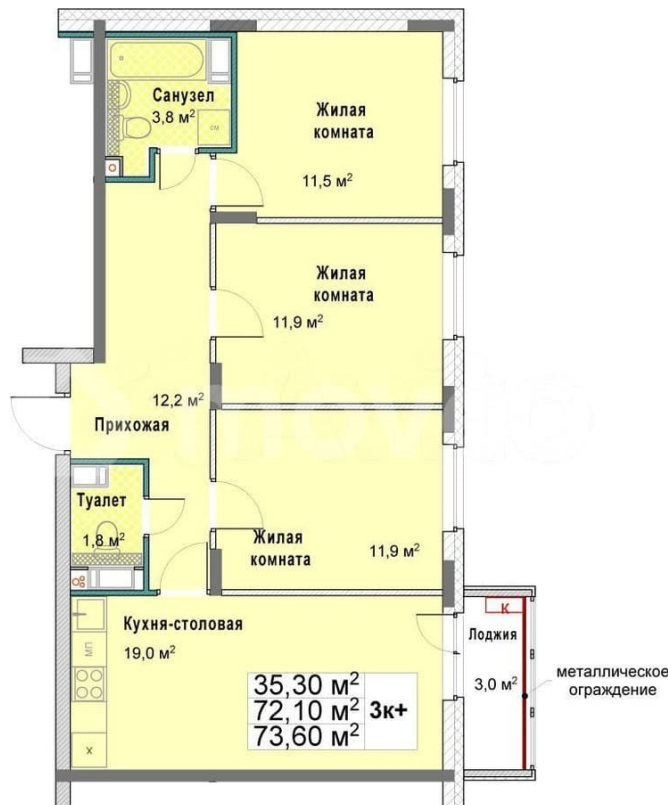 Санузел
3,8 м²
см
Жилая
комната
11,5 м²
Жилая
комната
11,9 м²
12,2 м²
Прихожая
Туалет
1,8 м²
Жилая
комната
11,9 м²
Кухня-столовая
19,0 м²
МП
Х
К
Лоджия
3,0 м²
металлическое
ограждение
35,30 м²
72,10 м² 3к+
73,60 м²